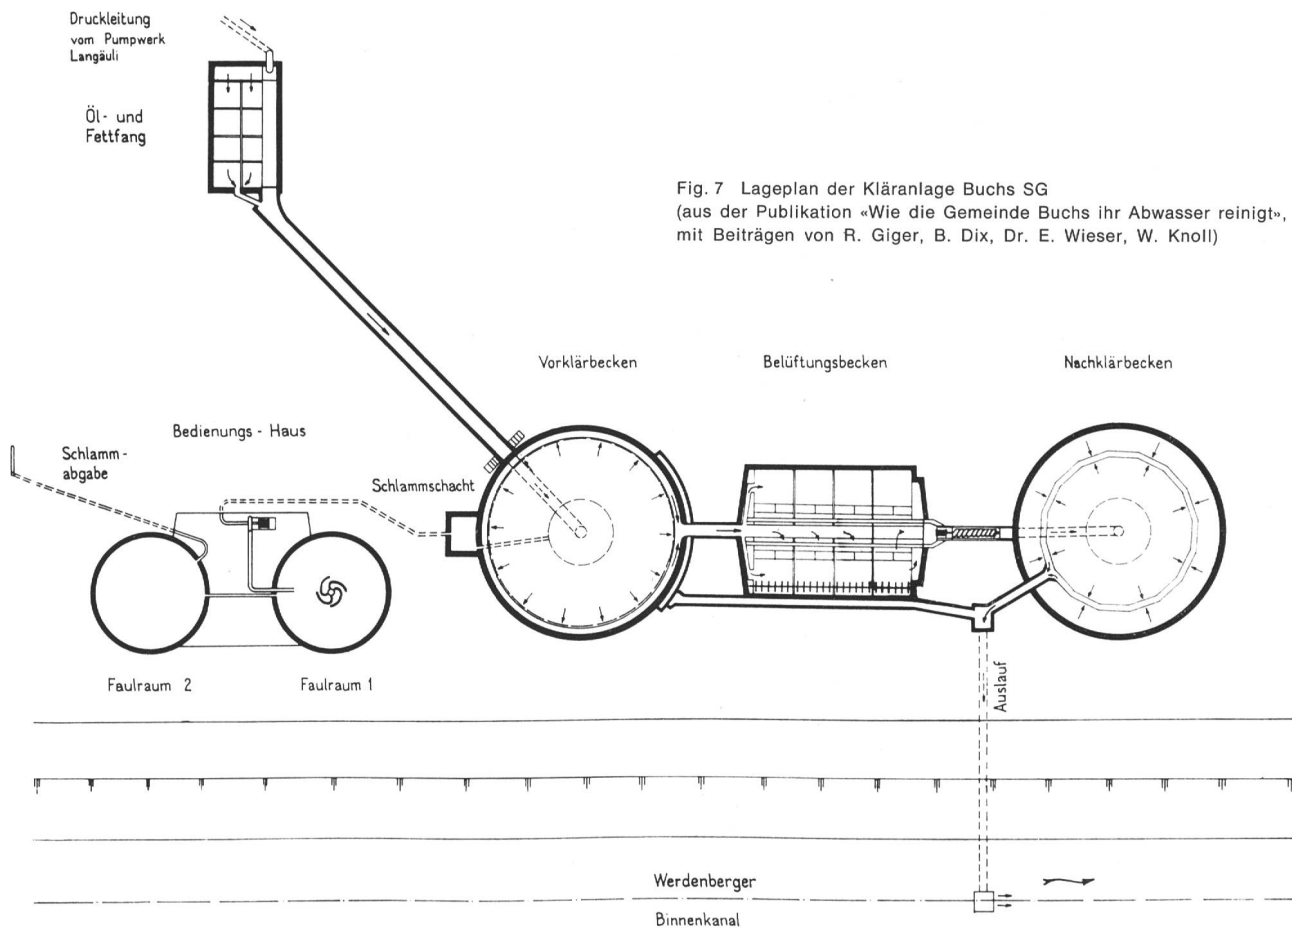 Druckleitung
vom Pumpwerk
Langäuli
Öl- und
Fettfang
Fig. 7 Lageplan der Kläranlage Buchs SG
(aus der Publikation «Wie die Gemeinde Buchs ihr Abwasser reinigt»,
mit Beiträgen von R. Giger, B. Dix, Dr. E. Wieser, W. Knoll)
Vorklärbecken
Belüftungsbecken
Nachklärbecken
Bedienungs - Haus
Schlamm-
abgabe
Schlammschacht
Faulraum 2
Faulraum 1
Auslauf
Werdenberger
Binnenkanal